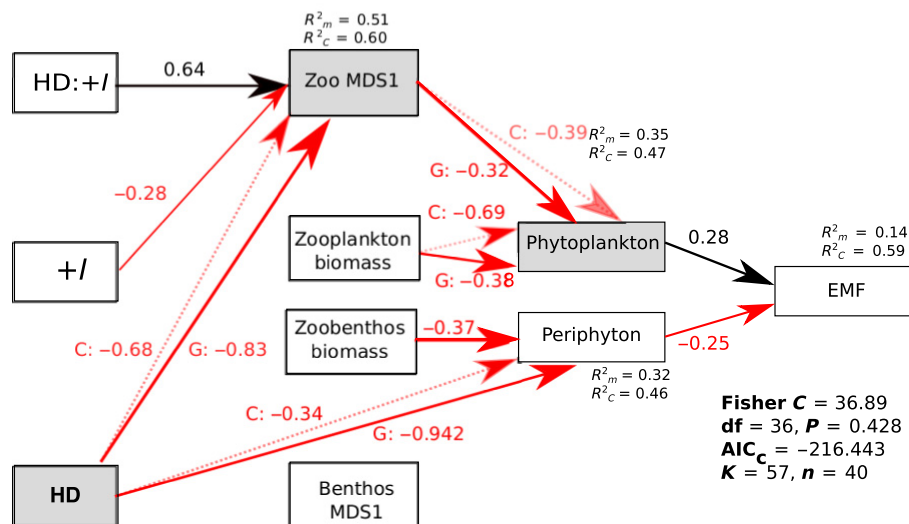 R²m = 0.51
R²C = 0.60
HD:+I
0.64
Zoo MDS1
C: –0.39
R²m = 0.35
R²C = 0.47
G: –0.32
–0.28
C: –0.69
Zooplankton
biomass
Phytoplankton
0.28
R²m = 0.14
R²C = 0.59
+I
G: –0.38
EMF
Zoobenthos
biomass
–0.37
Periphyton
–0.25
C: –0.68
G: –0.83
R²m = 0.32
R²C = 0.46
C: –0.34
G: –0.942
Fisher C = 36.89
df = 36, P = 0.428
AICc = –216.443
K = 57, n = 40
HD
Benthos
MDS1